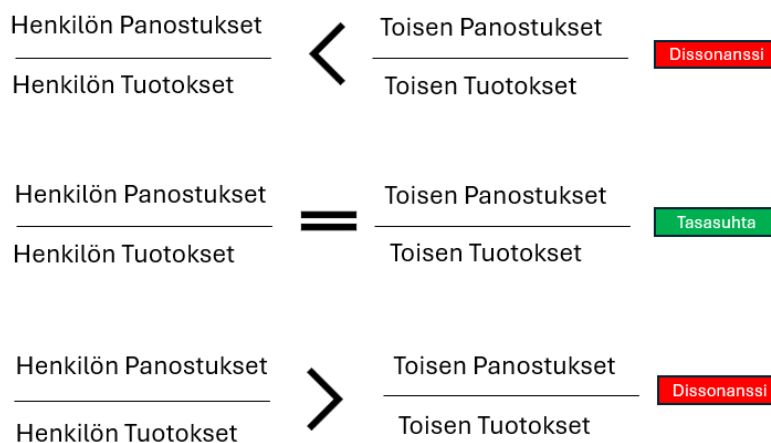 Henkilön Panostukset
Toisen Panostukset
Dissonanssi
Henkilön Tuotokset
Toisen Tuotokset
Henkilön Panostukset
Toisen Panostukset
Tasasuhta
Henkilön Tuotokset
Toisen Tuotokset
Henkilön Panostukset
Toisen Panostukset
Dissonanssi
Henkilön Tuotokset
Toisen Tuotokset